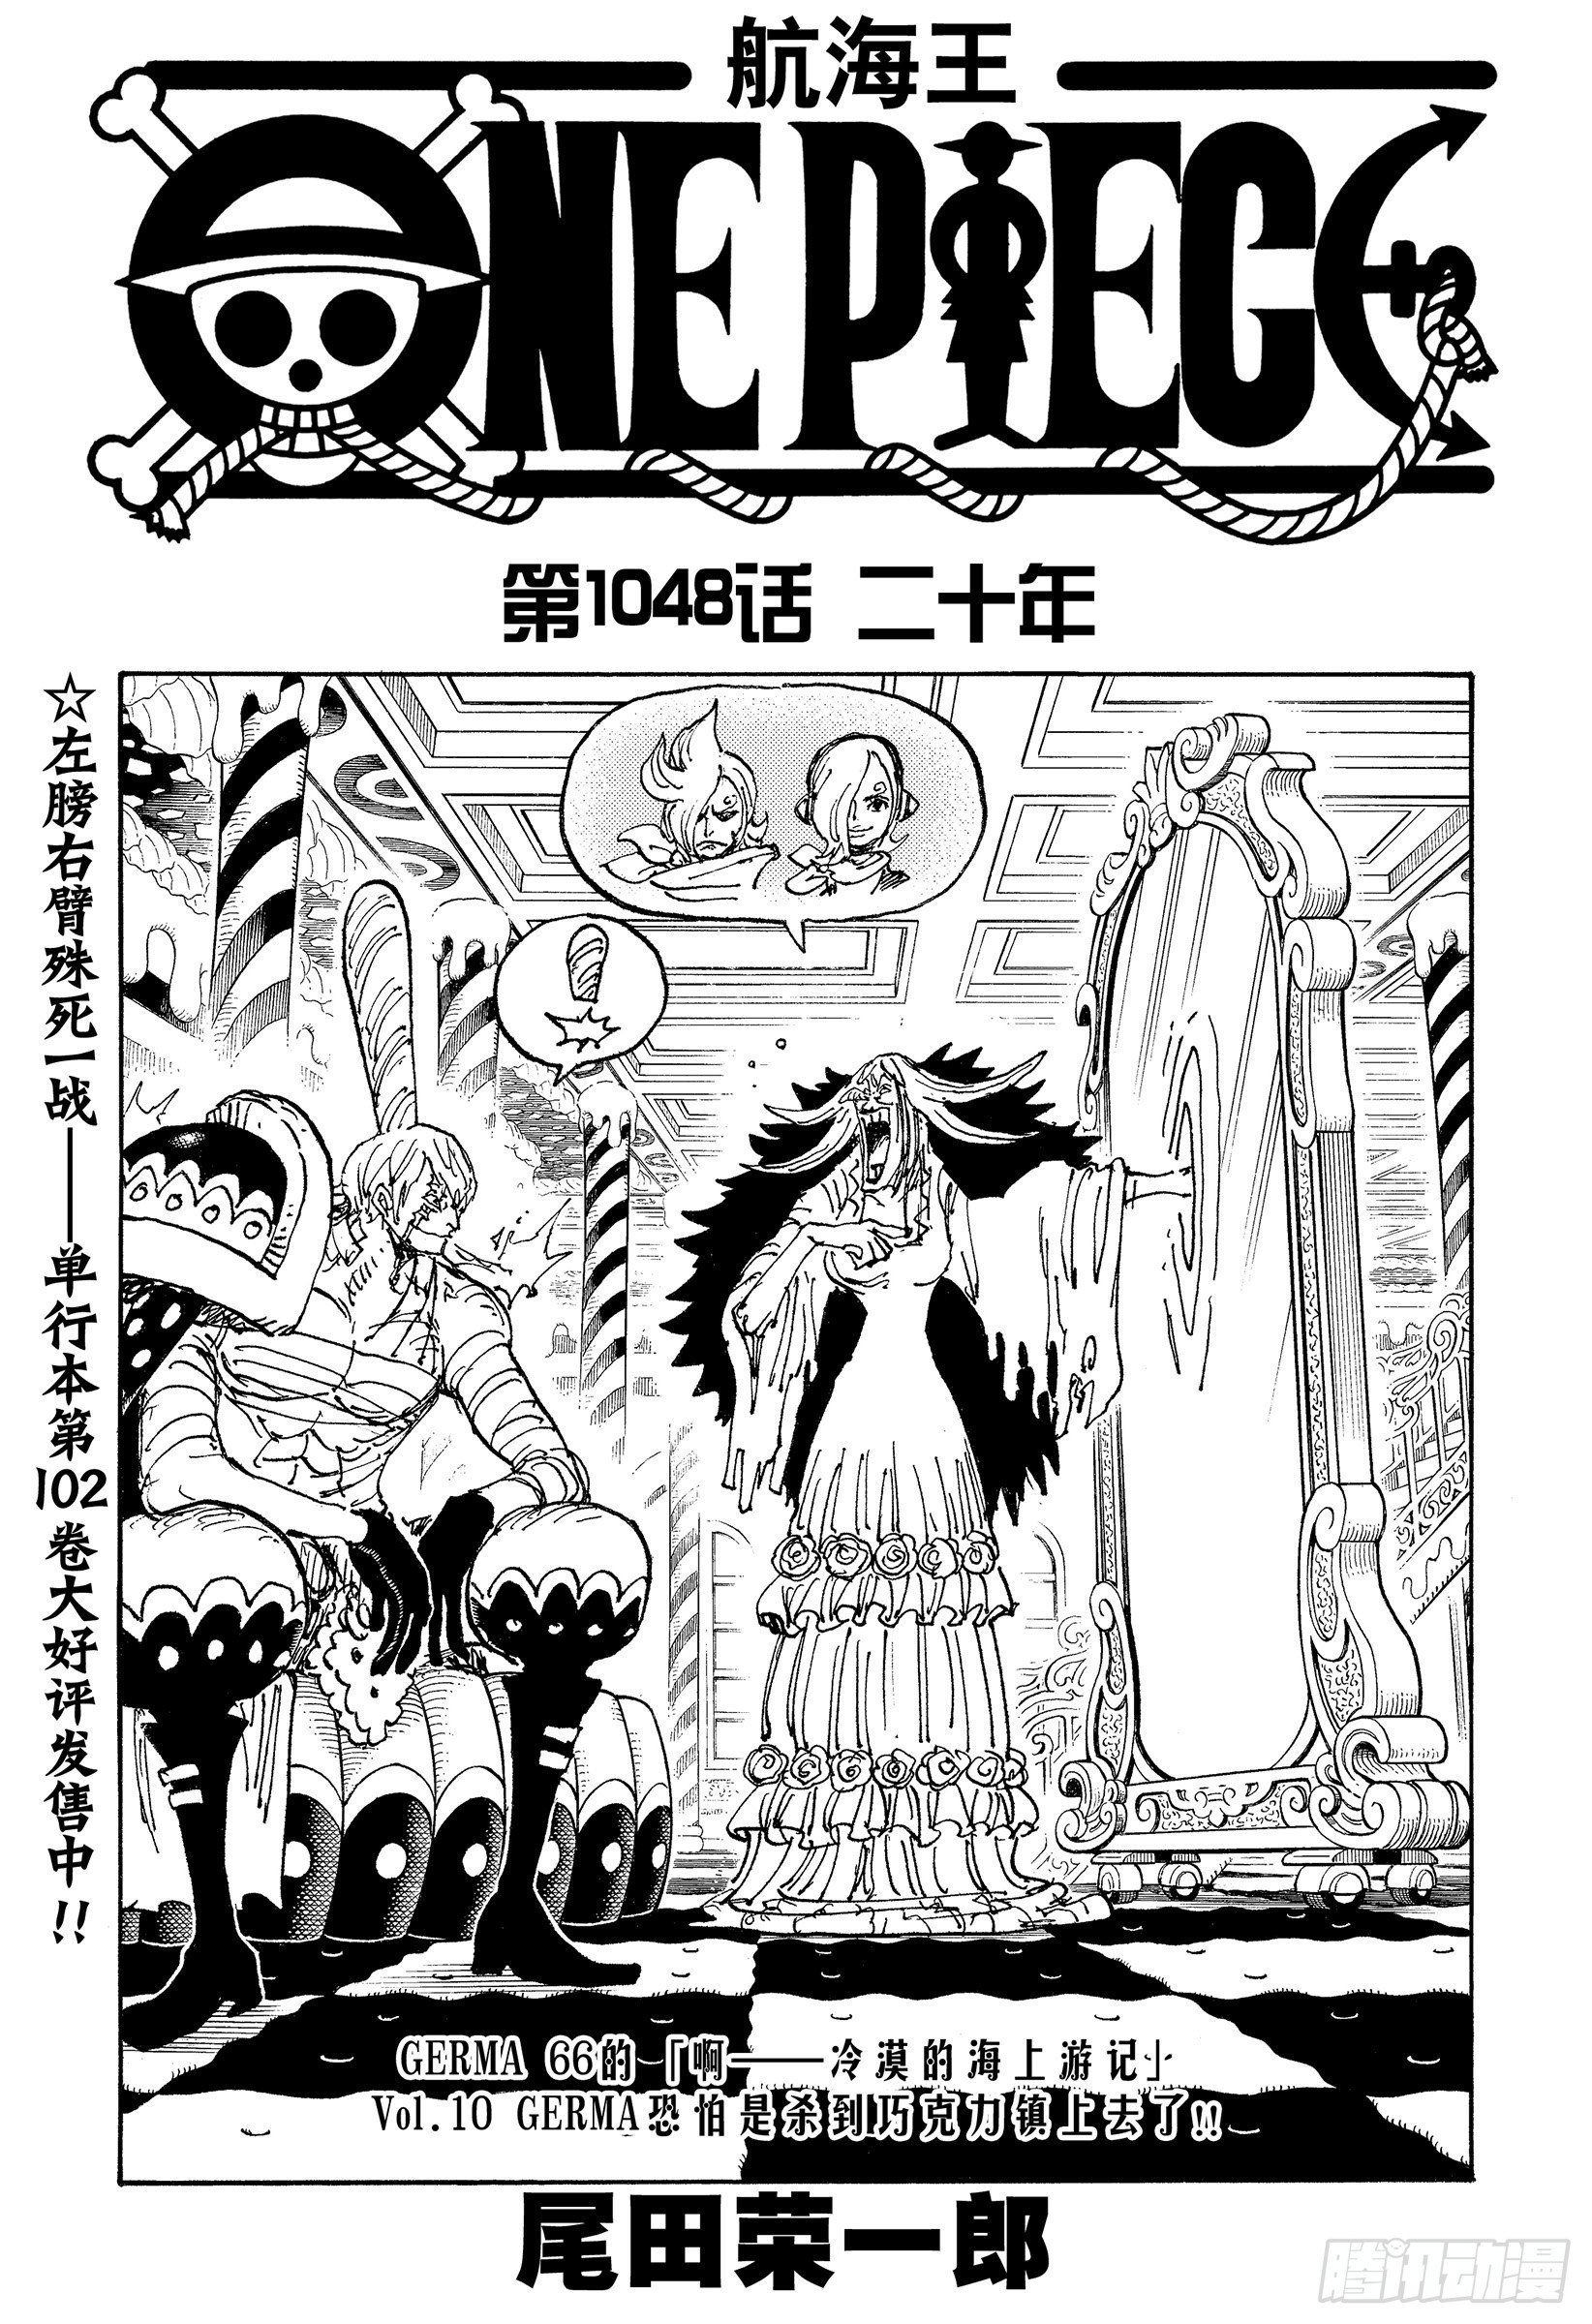 航海王
ONE PIECE
第1048话 二十年
☆左膀右臂殊死一战——单行本第102卷大好评发售中!!
GERMA 66的「啊——冷漠的海上游记」
Vol.10 GERMA恐怕是杀到巧克力镇上去了!!
尾田荣一郎
腾讯动漫